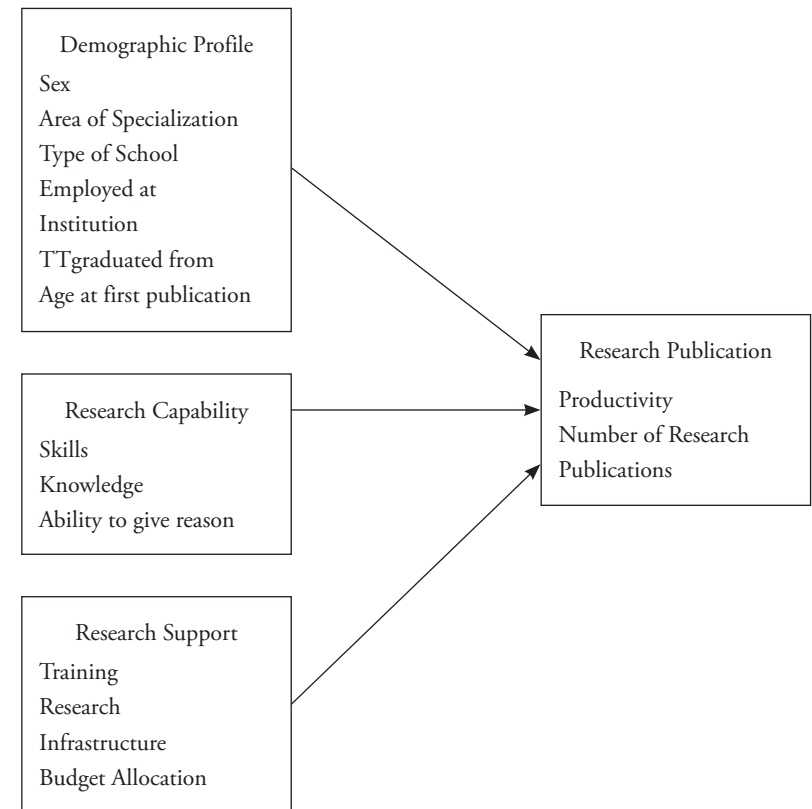 Demographic Profile
Sex
Area of Specialization
Type of School
Employed at
Institution
TTgraduated from
Age at first publication
Research Capability
Skills
Knowledge
Ability to give reason
Research Support
Training
Research
Infrastructure
Budget Allocation
Research Publication
Productivity
Number of Research
Publications